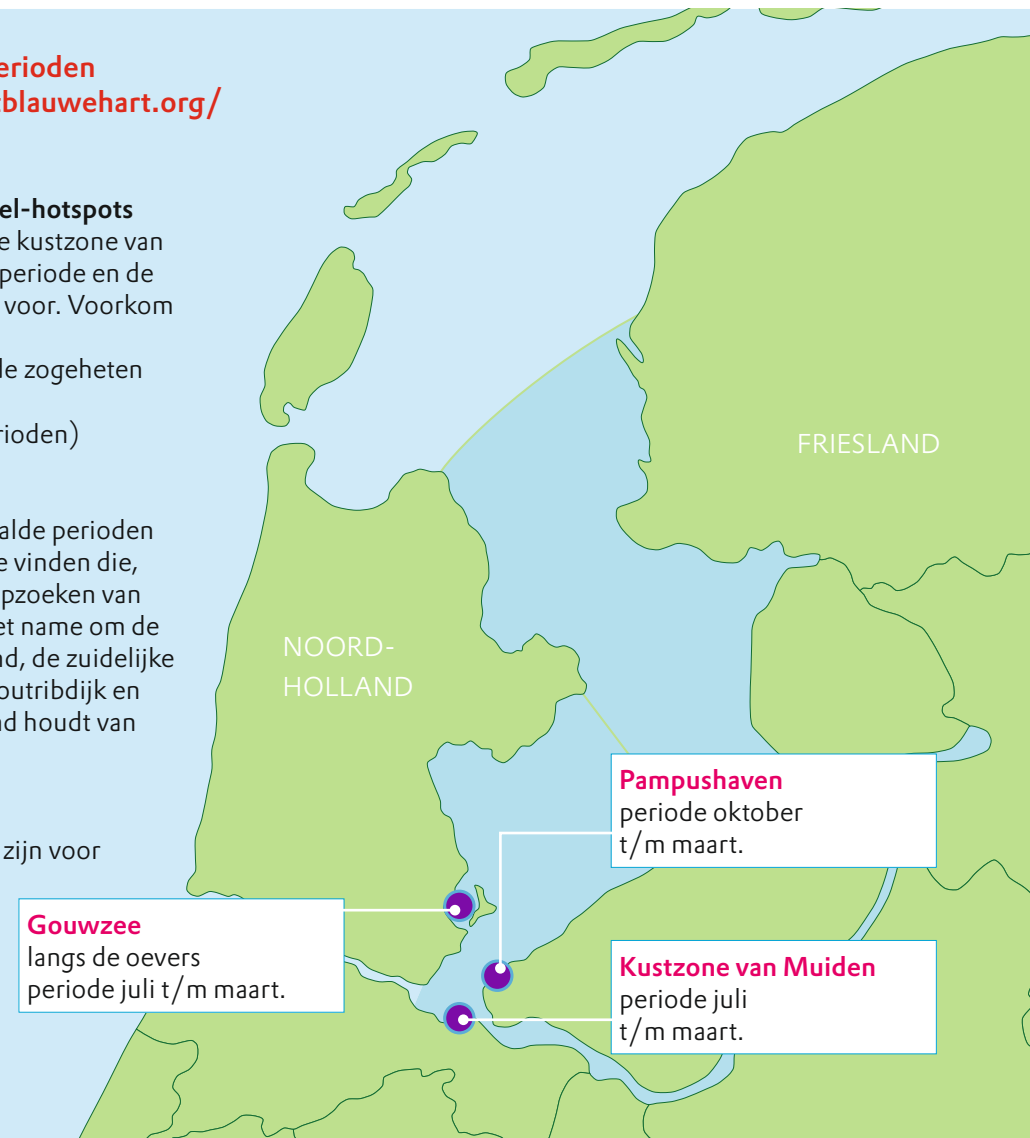 erioden
tblauwehart.org/
el-hotspots
e kustzone van
periode en de
voor. Voorkom
de zogeheten
rioden)
alde perioden
e vinden die,
pzoeken van
et name om de
nd, de zuidelijke
outribdijk en
nd houdt van
zijn voor
FRIESLAND
NOORD-
HOLLAND
Pampushaven
periode oktober
t/m maart.
Gouwzee
langs de oevers
periode juli t/m maart.
Kustzone van Muiden
periode juli
t/m maart.